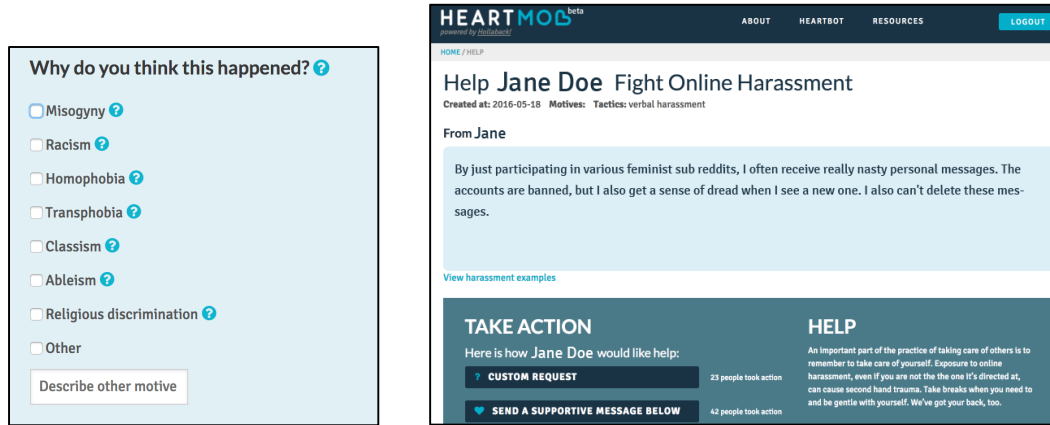 Why do you think this happened? ?
Misogyny ?
Racism ?
Homophobia ?
Transphobia ?
Classism ?
Ableism ?
Religious discrimination ?
Other
Describe other motive
HEARTMOB beta
powered by Hollaback!
ABOUT HEARTBOT RESOURCES LOGOUT
HOME / HELP
Help Jane Doe Fight Online Harassment
Created at: 2016-05-18 Motives: Tactics: verbal harassment
From Jane
By just participating in various feminist sub reddits, I often receive really nasty personal messages. The
accounts are banned, but I also get a sense of dread when I see a new one. I also can't delete these mes-
sages.
View harassment examples
TAKE ACTION
Here is how Jane Doe would like help:
? CUSTOM REQUEST 23 people took action
SEND A SUPPORTIVE MESSAGE BELOW 42 people took action
HELP
An important part of the practice of taking care of others is to
remember to take care of yourself. Exposure to online
harassment, even if you are not the the one it's directed at,
can cause second hand trauma. Take breaks when you need to
and be gentle with yourself. We've got your back, too.